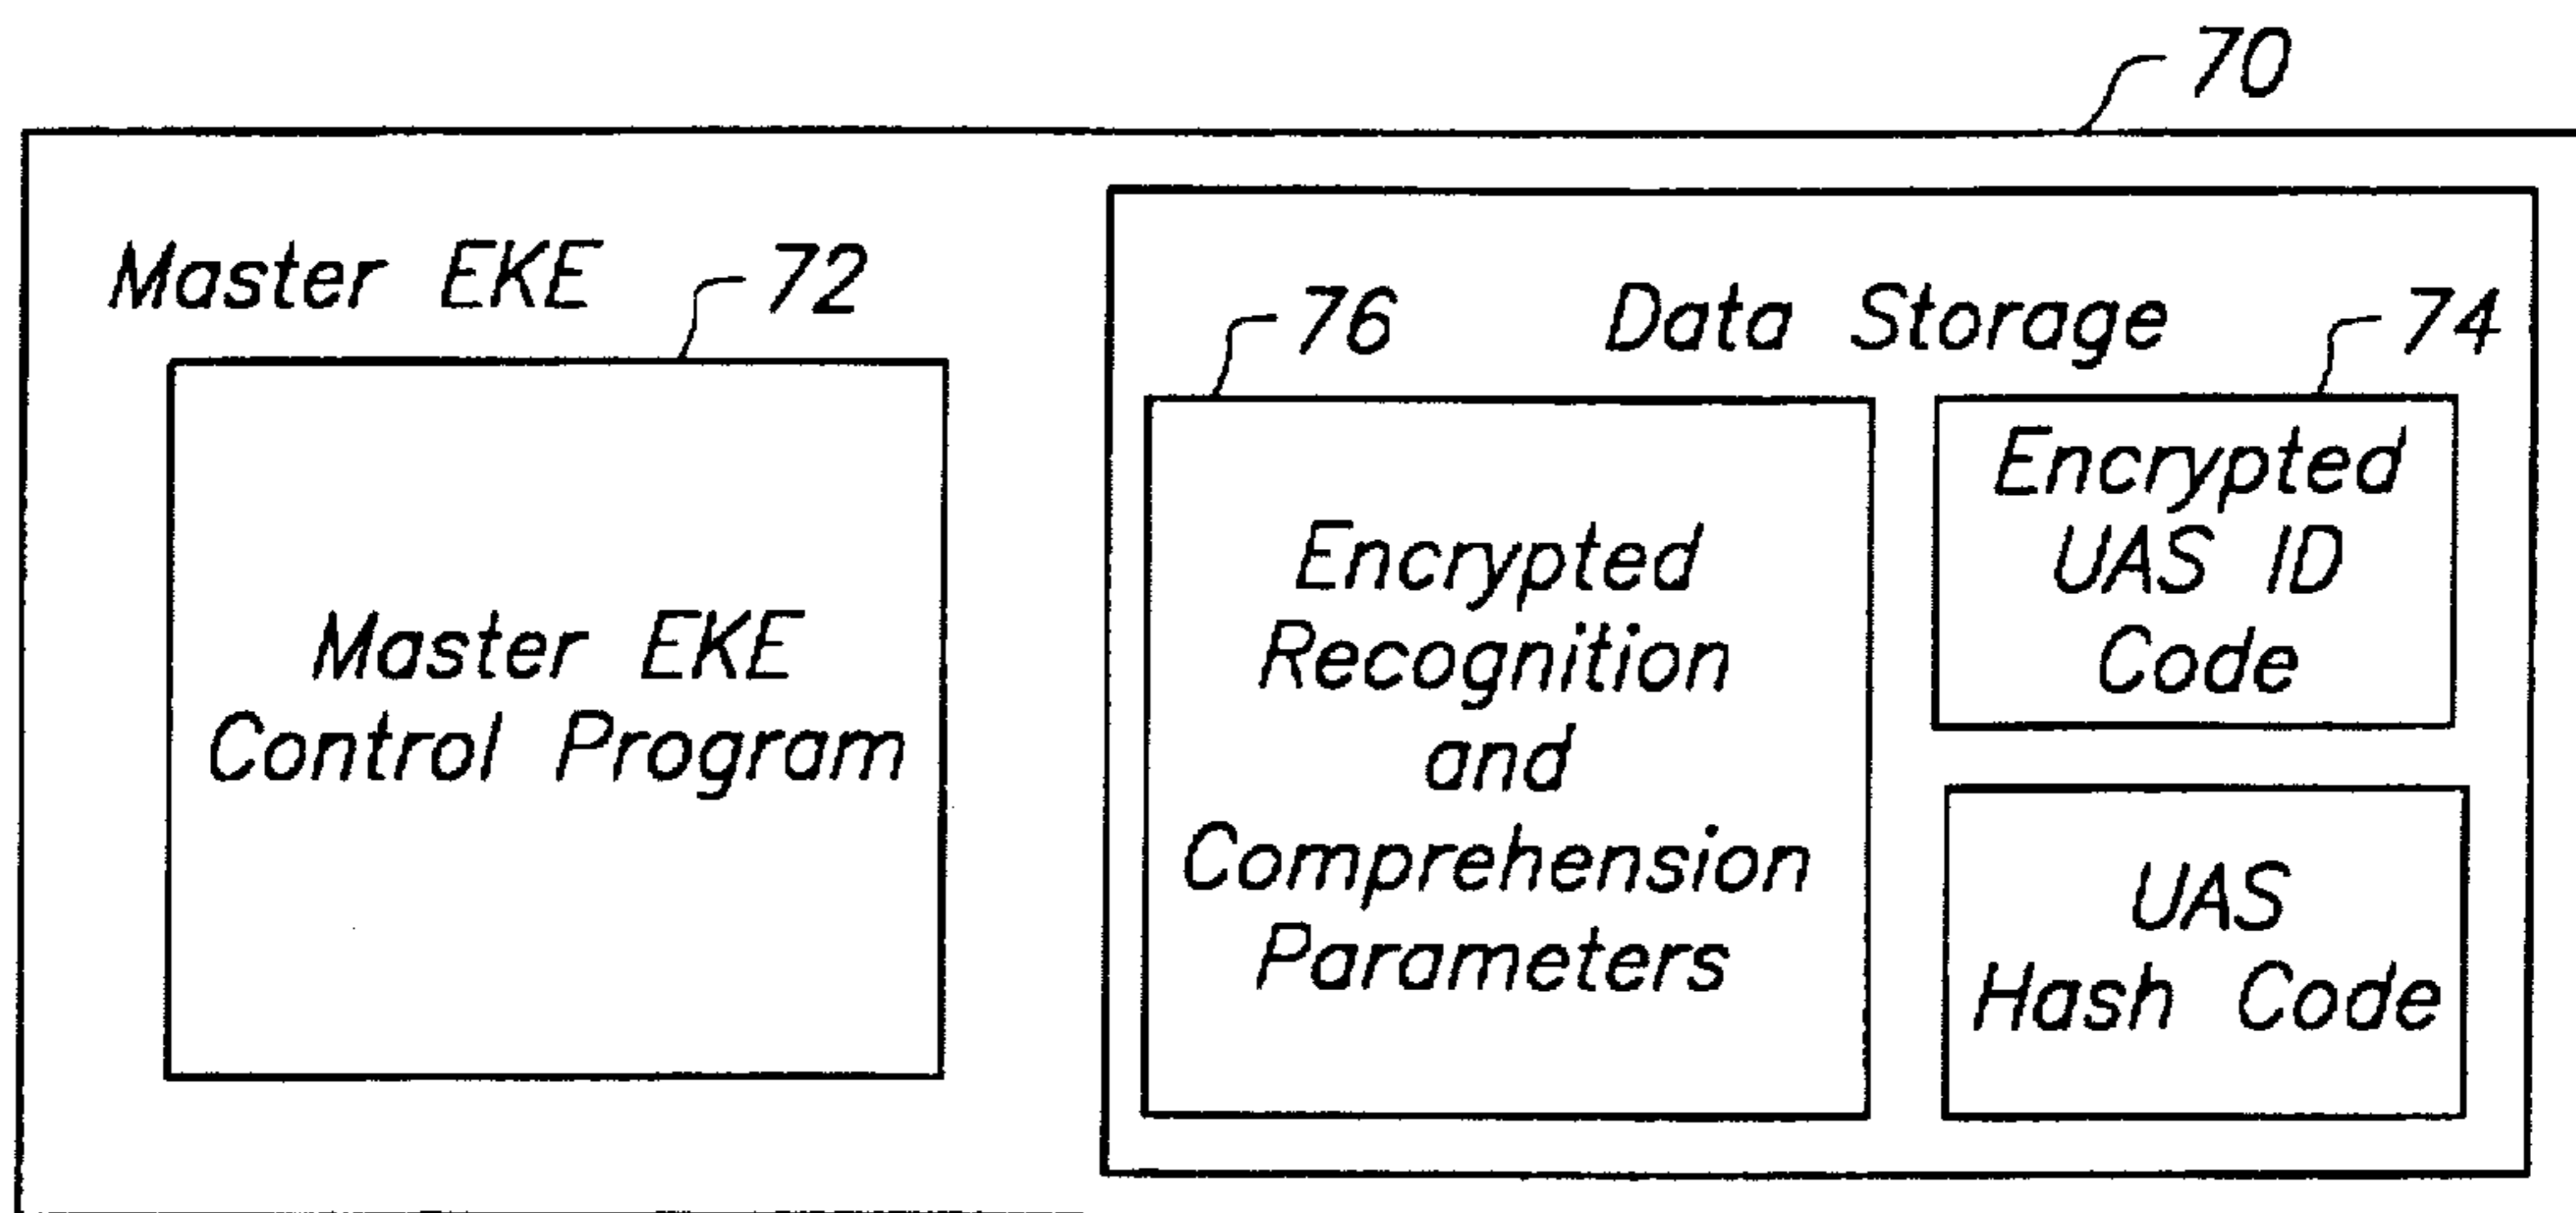 70
Master EKE
72
Master EKE
Control Program
Data Storage
76
Encrypted
Recognition
and
Comprehension
Parameters
74
Encrypted
UAS ID
Code
UAS
Hash Code